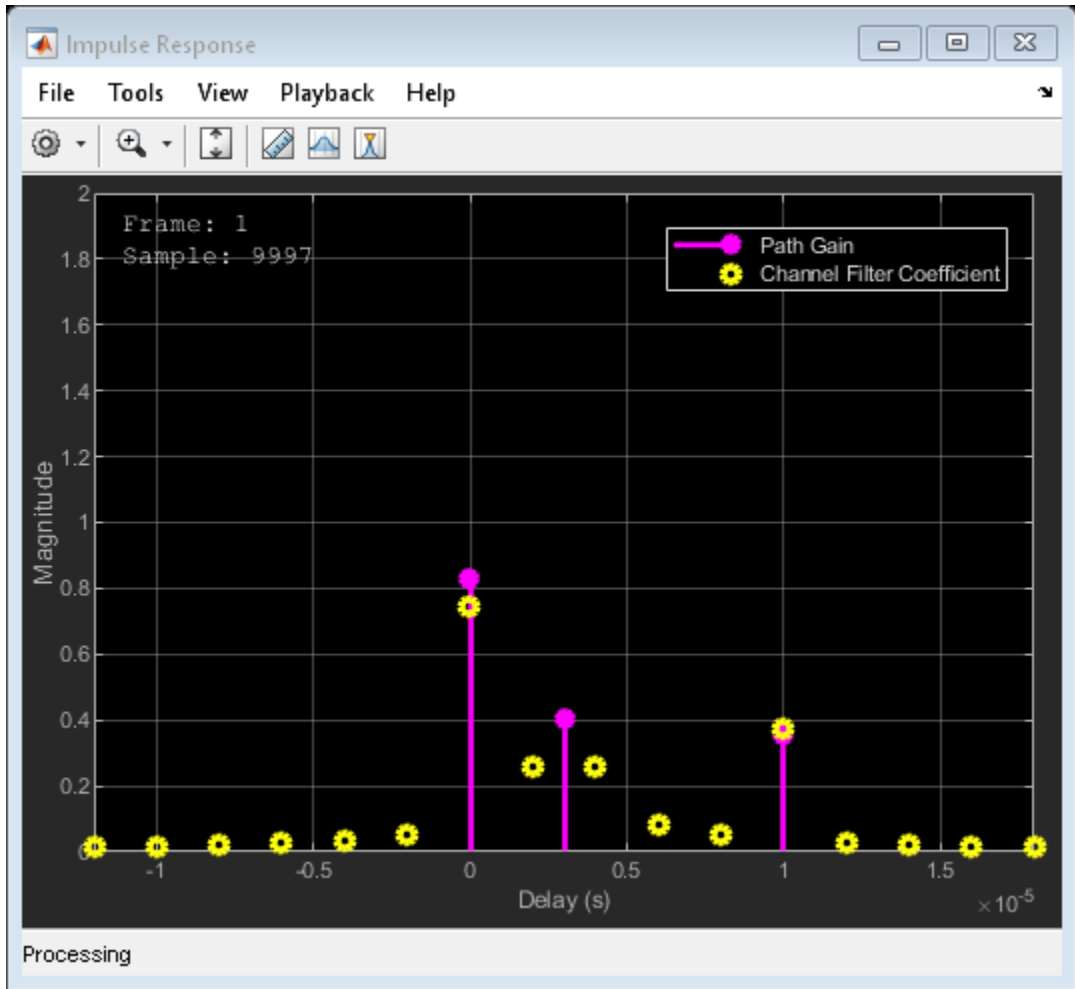 Impulse Response
File Tools View Playback Help
2
Frame: 1
Sample: 9997
Path Gain
Channel Filter Coefficient
1.8
1.6
1.4
1.2
1
0.8
0.6
0.4
0.2
0
Magnitude
-1 -0.5 0 0.5 1 1.5
Delay (s)
×10⁻⁵
Processing